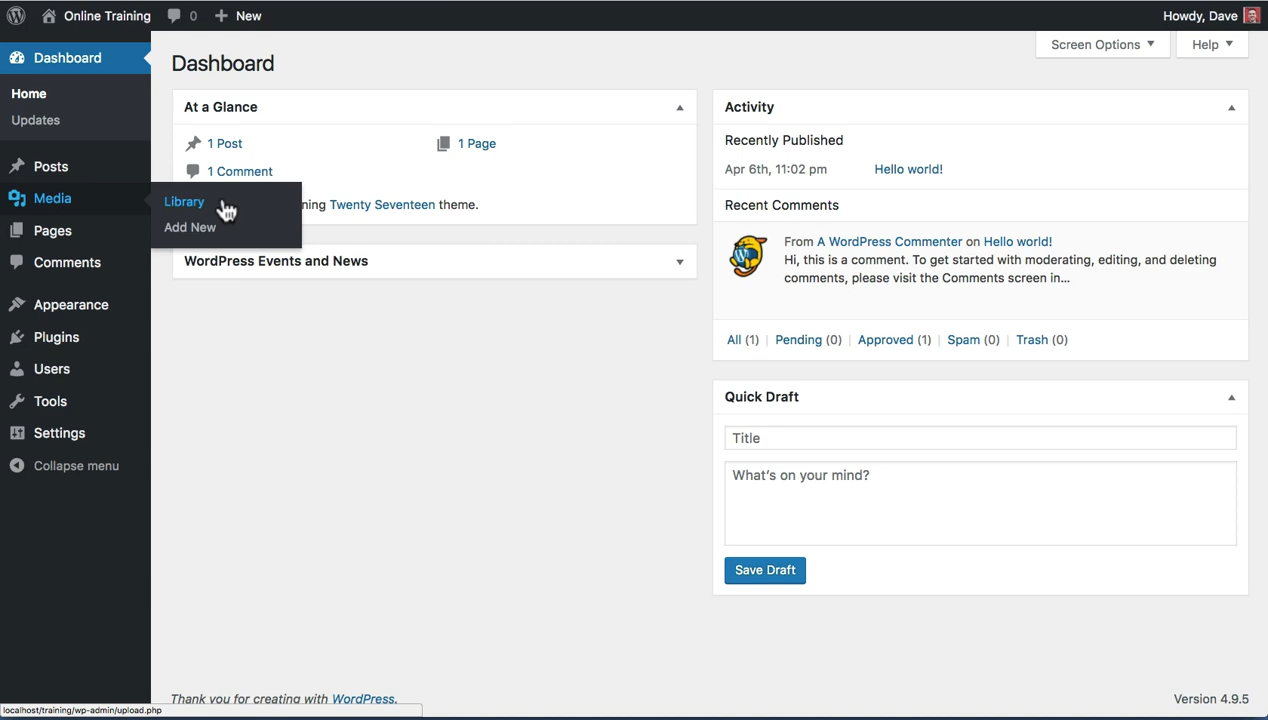 Online Training 0 New Howdy, Dave
Dashboard
Home
Updates
Posts
Media
Pages
Comments
Appearance
Plugins
Users
Tools
Settings
Collapse menu
Library
Add New
Dashboard
Screen Options Help
At a Glance
1 Post 1 Page
1 Comment
ning Twenty Seventeen theme.
WordPress Events and News
Activity
Recently Published
Apr 6th, 11:02 pm Hello world!
Recent Comments
From A WordPress Commenter on Hello world!
Hi, this is a comment. To get started with moderating, editing, and deleting
comments, please visit the Comments screen in…
All (1) | Pending (0) | Approved (1) | Spam (0) | Trash (0)
Quick Draft
Title
What's on your mind?
Save Draft
Thank you for creating with WordPress.
Version 4.9.5
localhost/training/wp-admin/upload.php